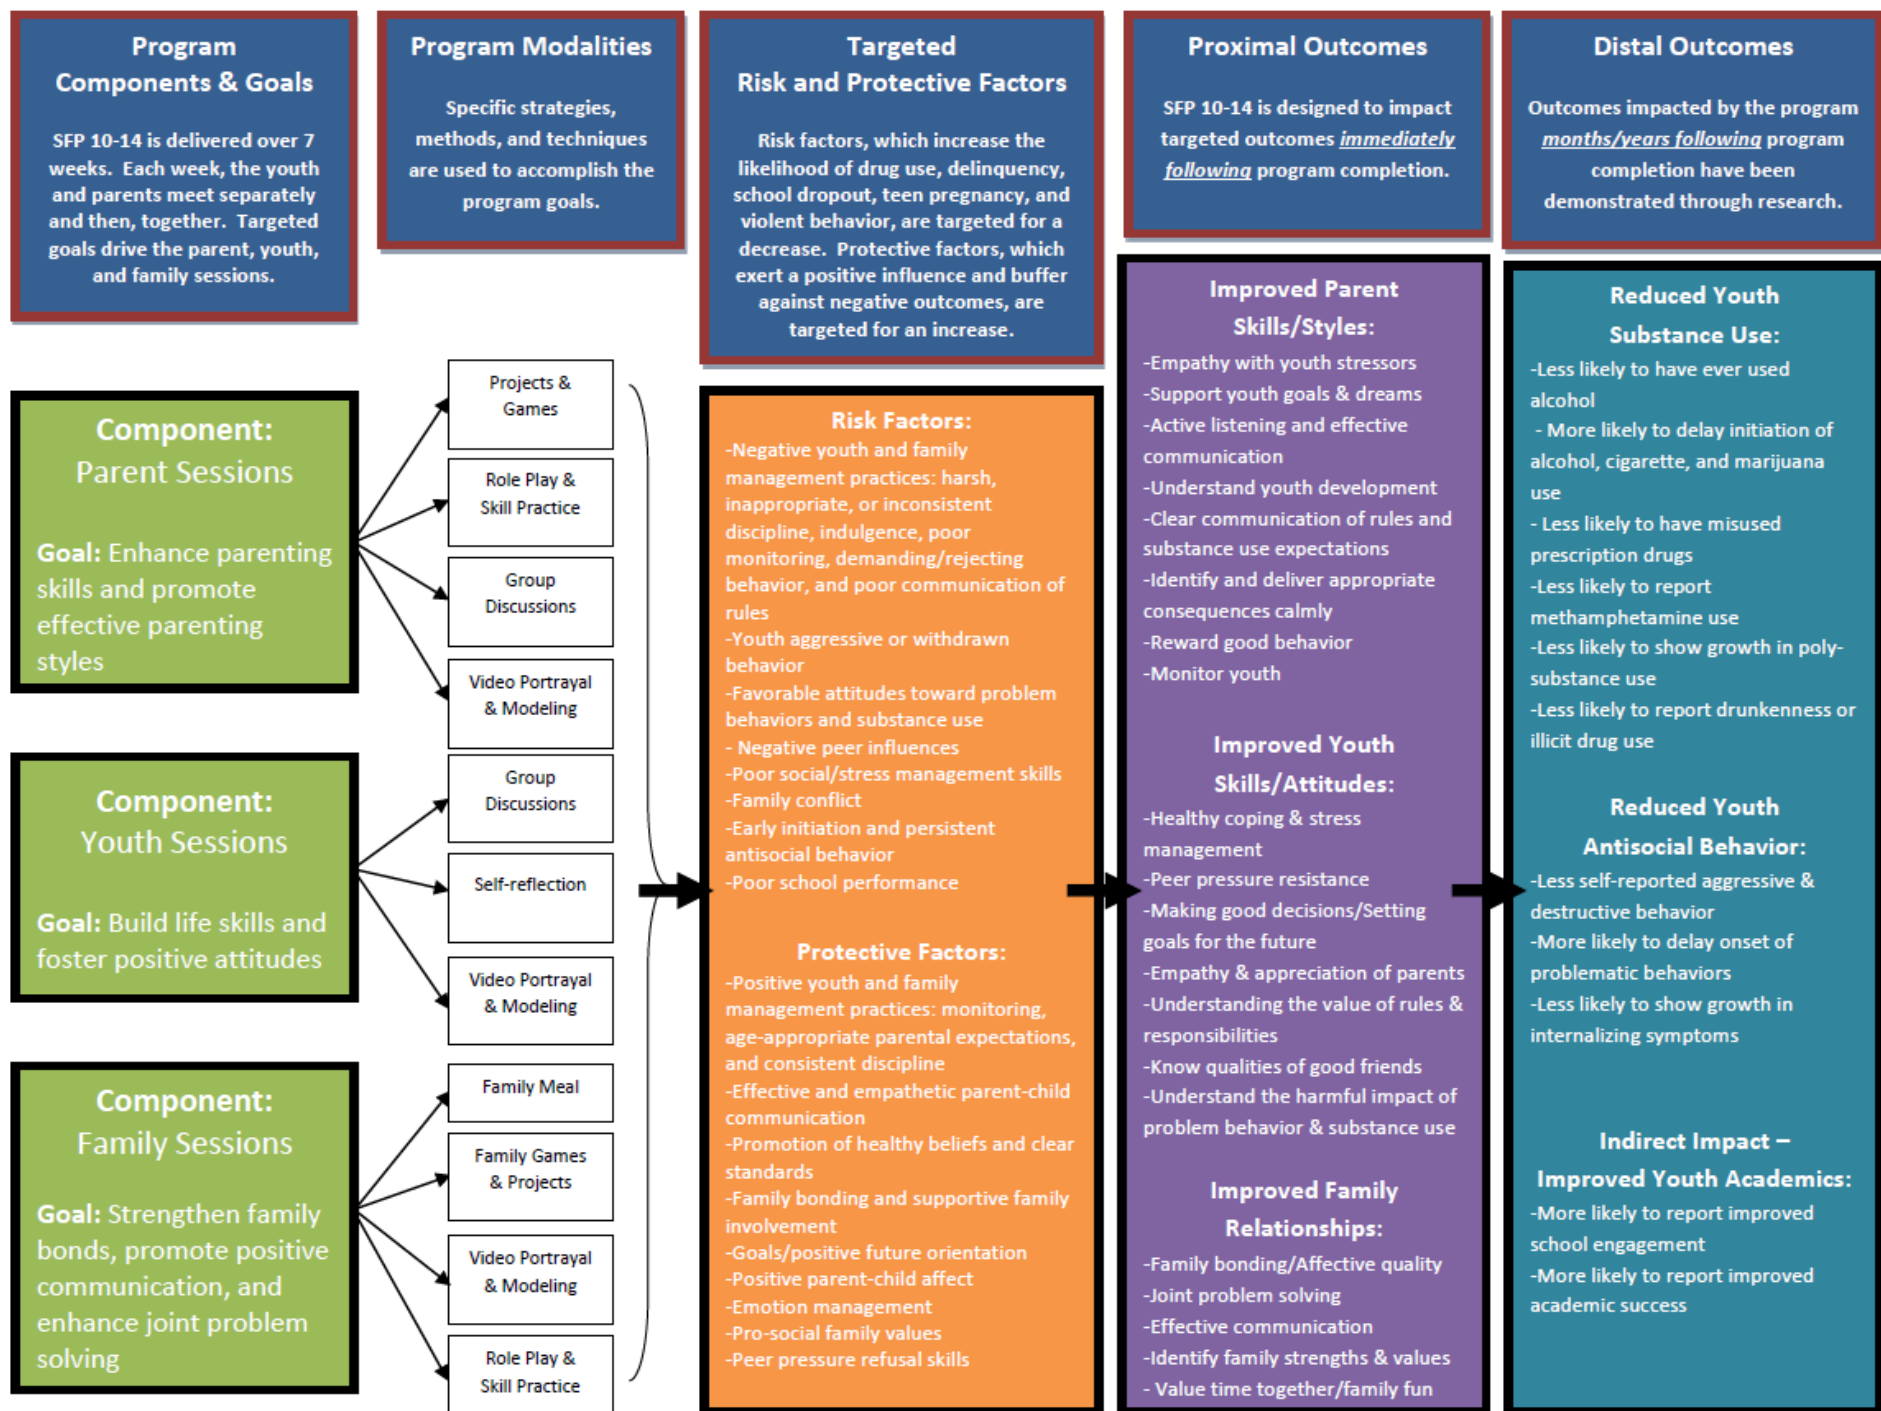 Program
Components & Goals
SFP 10-14 is delivered over 7
weeks.  Each week, the youth
and parents meet separately
and then, together.  Targeted
goals drive the parent, youth,
and family sessions.
Program Modalities
Specific strategies,
methods, and techniques
are used to accomplish the
program goals.
Targeted
Risk and Protective Factors
Risk factors, which increase the
likelihood of drug use, delinquency,
school dropout, teen pregnancy, and
violent behavior, are targeted for a
decrease.  Protective factors, which
exert a positive influence and buffer
against negative outcomes, are
targeted for an increase.
Proximal Outcomes
SFP 10-14 is designed to impact
targeted outcomes immediately
following program completion.
Distal Outcomes
Outcomes impacted by the program
months/years following program
completion have been
demonstrated through research.
Component:
Parent Sessions
Goal: Enhance parenting
skills and promote
effective parenting
styles
Component:
Youth Sessions
Goal: Build life skills and
foster positive attitudes
Component:
Family Sessions
Goal: Strengthen family
bonds, promote positive
communication, and
enhance joint problem
solving
Projects &
Games
Role Play &
Skill Practice
Group
Discussions
Video Portrayal
& Modeling
Group
Discussions
Self-reflection
Video Portrayal
& Modeling
Family Meal
Family Games
& Projects
Video Portrayal
& Modeling
Role Play &
Skill Practice
Risk Factors:
-Negative youth and family
management practices: harsh,
inappropriate, or inconsistent
discipline, indulgence, poor
monitoring, demanding/rejecting
behavior, and poor communication of
rules
-Youth aggressive or withdrawn
behavior
-Favorable attitudes toward problem
behaviors and substance use
- Negative peer influences
-Poor social/stress management skills
-Family conflict
-Early initiation and persistent
antisocial behavior
-Poor school performance
Protective Factors:
-Positive youth and family
management practices: monitoring,
age-appropriate parental expectations,
and consistent discipline
-Effective and empathetic parent-child
communication
-Promotion of healthy beliefs and clear
standards
-Family bonding and supportive family
involvement
-Goals/positive future orientation
-Positive parent-child affect
-Emotion management
-Pro-social family values
-Peer pressure refusal skills
Improved Parent
Skills/Styles:
-Empathy with youth stressors
-Support youth goals & dreams
-Active listening and effective
communication
-Understand youth development
-Clear communication of rules and
substance use expectations
-Identify and deliver appropriate
consequences calmly
-Reward good behavior
-Monitor youth
Improved Youth
Skills/Attitudes:
-Healthy coping & stress
management
-Peer pressure resistance
-Making good decisions/Setting
goals for the future
-Empathy & appreciation of parents
-Understanding the value of rules &
responsibilities
-Know qualities of good friends
-Understand the harmful impact of
problem behavior & substance use
Improved Family
Relationships:
-Family bonding/Affective quality
-Joint problem solving
-Effective communication
-Identify family strengths & values
- Value time together/family fun
Reduced Youth
Substance Use:
-Less likely to have ever used
alcohol
- More likely to delay initiation of
alcohol, cigarette, and marijuana
use
- Less likely to have misused
prescription drugs
-Less likely to report
methamphetamine use
-Less likely to show growth in poly-
substance use
-Less likely to report drunkenness or
illicit drug use
Reduced Youth
Antisocial Behavior:
-Less self-reported aggressive &
destructive behavior
-More likely to delay onset of
problematic behaviors
-Less likely to show growth in
internalizing symptoms
Indirect Impact –
Improved Youth Academics:
-More likely to report improved
school engagement
-More likely to report improved
academic success